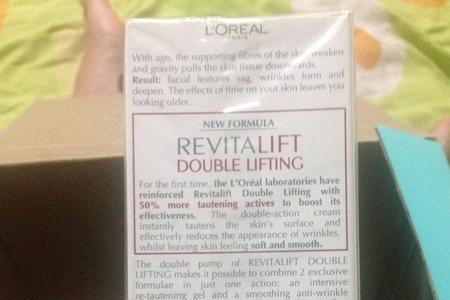 L'ORÉAL
PARIS
With age, the supporting fibres of the skin weaken
and gravity pulls the skin tissue downwards.
Result: facial features sag, wrinkles form and
deepen. The effects of time on your skin leaves you
looking older.
NEW FORMULA
REVITALIFT
DOUBLE LIFTING
For the first time, the L'Oréal laboratories have
reinforced Revitalift Double Lifting with
50% more tautening actives to boost its
effectiveness. The double-action cream
instantly tautens the skin's surface and
effectively reduces the appearance of wrinkles,
whilst leaving skin feeling soft and smooth.
The double pump of REVITALIFT DOUBLE
LIFTING makes it possible to combine 2 exclusive
formulae in just one action: an intensive
re-tautening gel and a smoothing anti-wrinkle